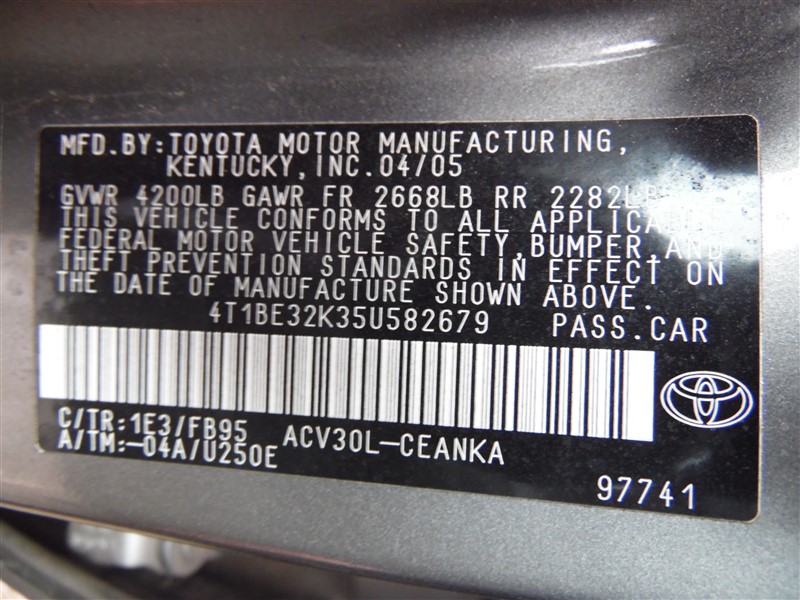 MFD.BY:TOYOTA MOTOR MANUFACTURING,
KENTUCKY,INC.04/05
GVWR 4200LB GAWR FR 2668LB RR 2282LB
THIS VEHICLE CONFORMS TO ALL
FEDERAL MOTOR VEHICLE SAFETY,BUMPER,AND
THEFT PREVENTION STANDARDS IN EFFECT ON
THE DATE OF MANUFACTURE SHOWN ABOVE.
4T1BE32K35U582679 PASS.CAR
C/TR:1E3/FB95 ACV30L-CEANKA
A/TM:-04A/U250E
97741